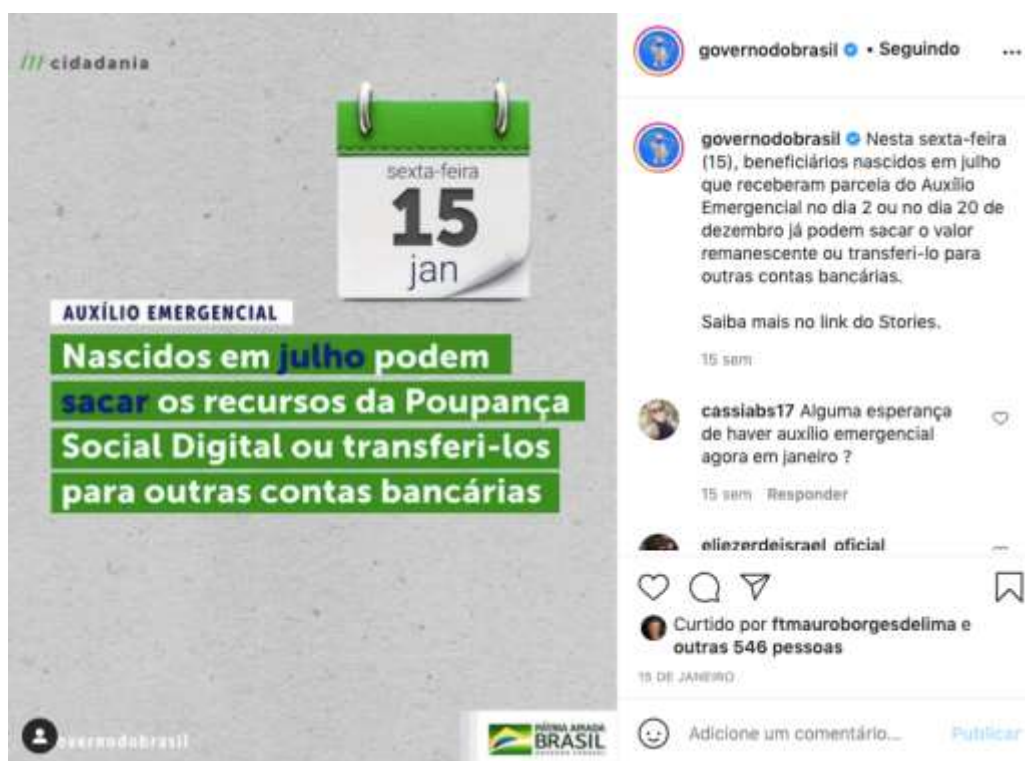 /// cidadania
sexta-feira
15
jan
AUXÍLIO EMERGENCIAL
Nascidos em julho podem
sacar os recursos da Poupança
Social Digital ou transferi-los
para outras contas bancárias
governodobrasil
PÁTRIA AMADA
BRASIL
governodobrasil • Seguindo ...
governodobrasil Nesta sexta-feira
(15), beneficiários nascidos em julho
que receberam parcela do Auxílio
Emergencial no dia 2 ou no dia 20 de
dezembro já podem sacar o valor
remanescente ou transferi-lo para
outras contas bancárias.
Saiba mais no link do Stories.
15 sem
cassiabs17 Alguma esperança
de haver auxílio emergencial
agora em janeiro ?
15 sem Responder
eliezerdeisrael_oficial
Curtido por ftmauroborgesdelima e
outras 546 pessoas
15 DE JANEIRO
Adicione um comentário... Publicar